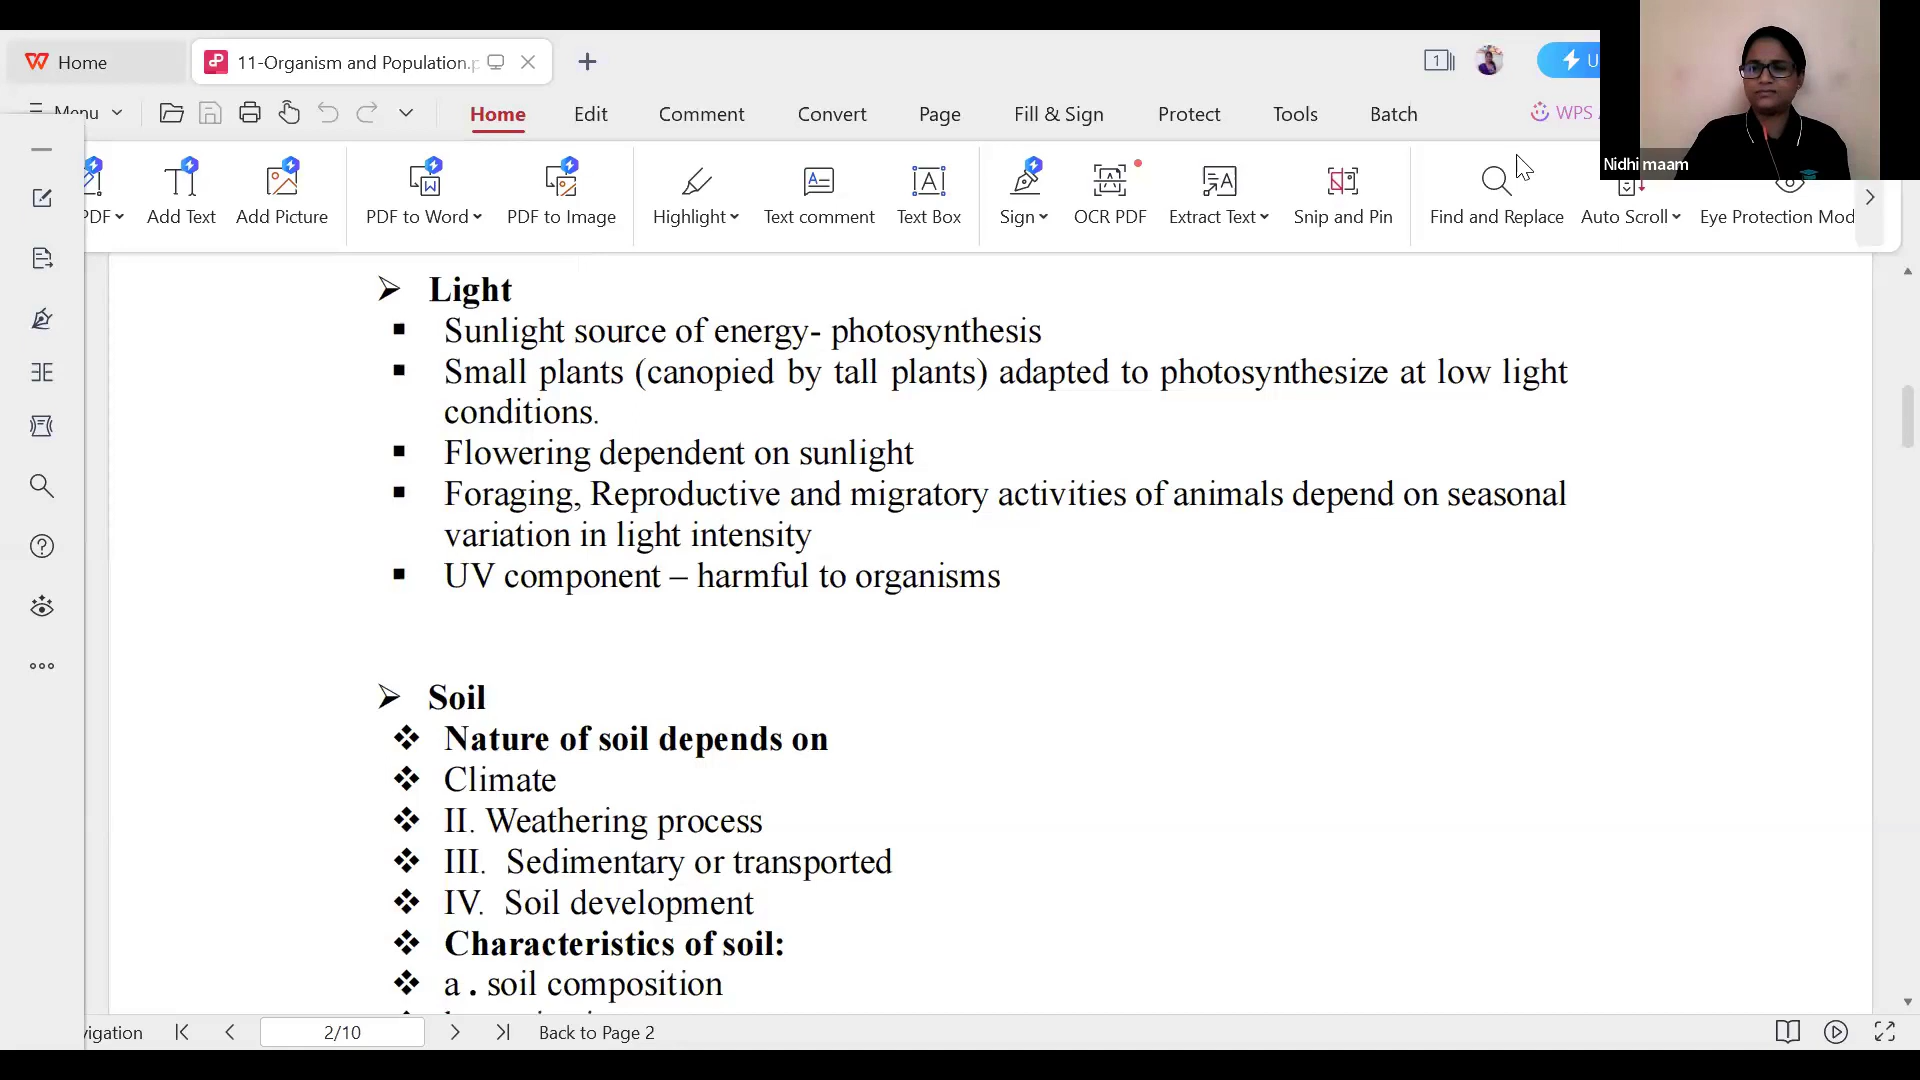 Home
11-Organism and Population.p
1
U
Menu
Home
Edit
Comment
Convert
Page
Fill & Sign
Protect
Tools
Batch
WPS
Nidhi maam
PDF
Add Text
Add Picture
PDF to Word
PDF to Image
Highlight
Text comment
Text Box
Sign
OCR PDF
Extract Text
Snip and Pin
Find and Replace
Auto Scroll
Eye Protection Mod
➢ Light
▪ Sunlight source of energy- photosynthesis
▪ Small plants (canopied by tall plants) adapted to photosynthesize at low light
conditions.
▪ Flowering dependent on sunlight
▪ Foraging, Reproductive and migratory activities of animals depend on seasonal
variation in light intensity
▪ UV component – harmful to organisms
➢ Soil
❖ Nature of soil depends on
❖ Climate
❖ II. Weathering process
❖ III. Sedimentary or transported
❖ IV. Soil development
❖ Characteristics of soil:
❖ a . soil composition
vigation
2/10
Back to Page 2